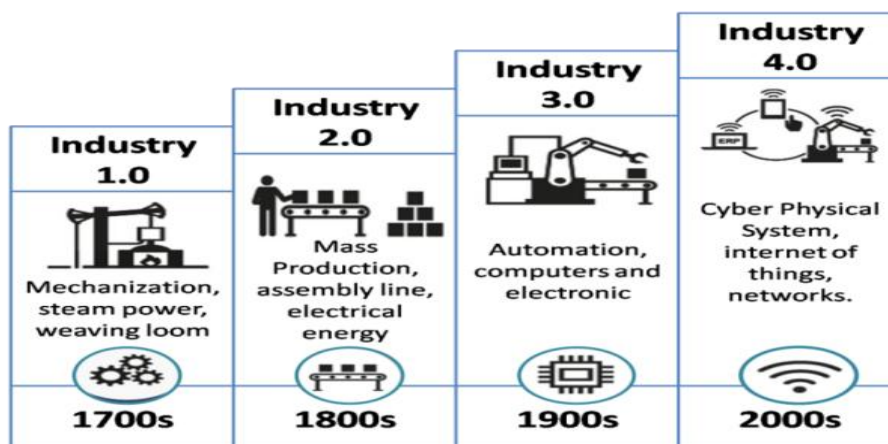 Industry
1.0
Mechanization,
steam power,
weaving loom
1700s
Industry
2.0
Mass
Production,
assembly line,
electrical
energy
1800s
Industry
3.0
Automation,
computers and
electronic
1900s
Industry
4.0
ERP
Cyber Physical
System,
internet of
things,
networks.
2000s